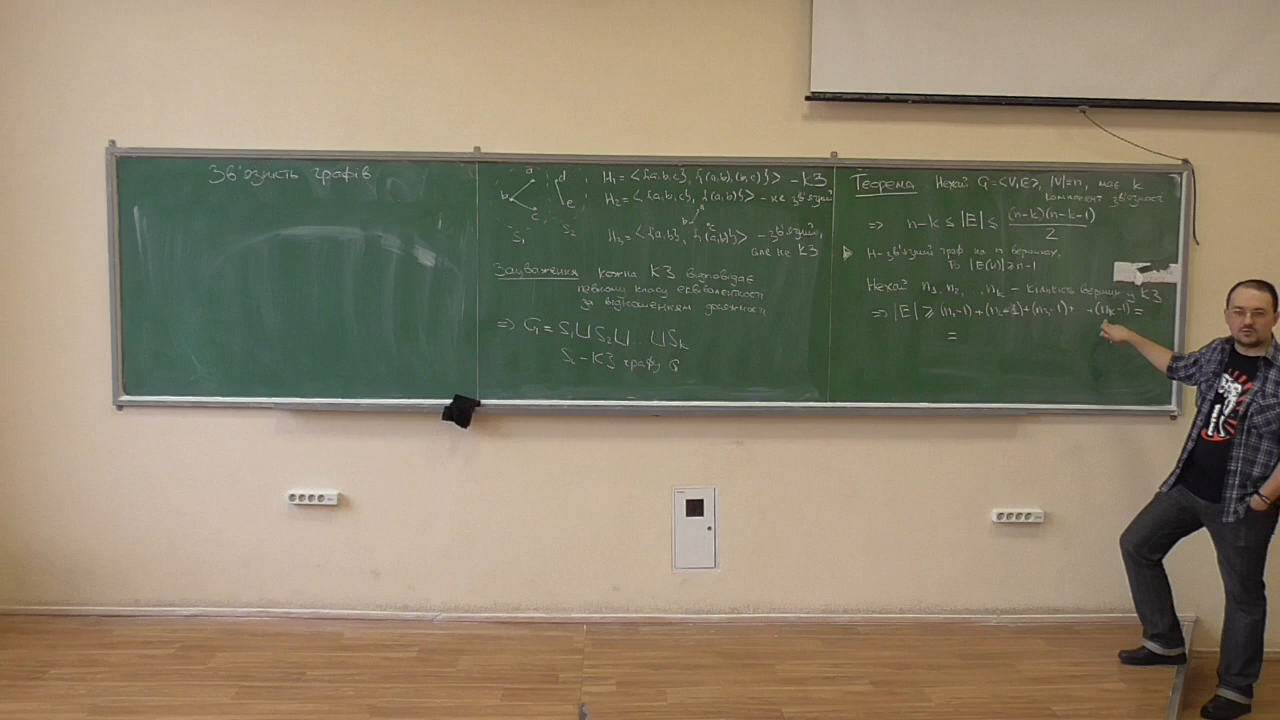 Зв'язність графів
a d
b
c e
S₁ S₂
H₁ = <{a,b,c}, {(a,b),(b,c)}> – КЗ
H₂ = <{a,b,c}, {(a,b)}> – не зв'язний
H₃ = <{a,b}, {(a,b)}> – зв'язний,
але не КЗ
Зауваження кожна КЗ відповідає
певному класу еквівалентності
за відношенням досяжності
=> G = S₁ ⊔ S₂ ⊔ ... ⊔ Sₖ
Sᵢ – КЗ графу G
Теорема Нехай G = <V,E>, |V|=n, має k
компонент зв'язності
=> n-k ≤ |E| ≤ (n-k)(n-k-1)/2
H – зв'язний граф на n вершинах,
то |E(H)| ≥ n-1
Нехай n₁, n₂, ..., nₖ – кількість вершин у КЗ
=> |E| ≥ (n₁-1)+(n₂-1)+(n₃-1)+ +(nₖ-1) =
=